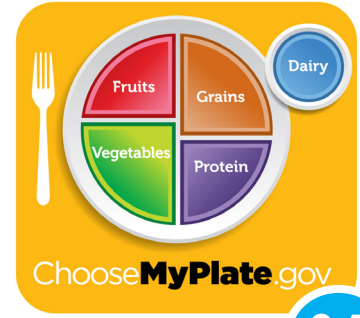 Dairy
Fruits
Grains
Vegetables
Protein
ChooseMyPlate.gov